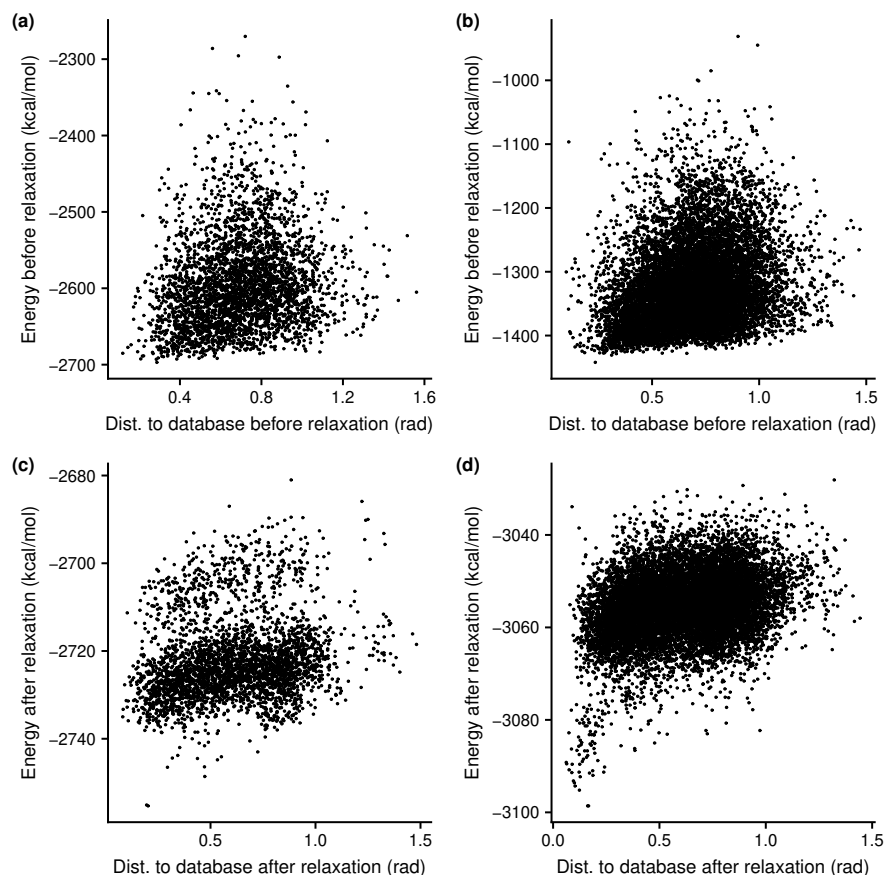 (a)
−2300
−2400
−2500
−2600
−2700
Energy before relaxation (kcal/mol)
0.4 0.8 1.2 1.6
Dist. to database before relaxation (rad)
(b)
−1000
−1100
−1200
−1300
−1400
Energy before relaxation (kcal/mol)
0.5 1.0 1.5
Dist. to database before relaxation (rad)
(c)
−2680
−2700
−2720
−2740
Energy after relaxation (kcal/mol)
0.5 1.0 1.5
Dist. to database after relaxation (rad)
(d)
−3040
−3060
−3080
−3100
Energy after relaxation (kcal/mol)
0.0 0.5 1.0 1.5
Dist. to database after relaxation (rad)